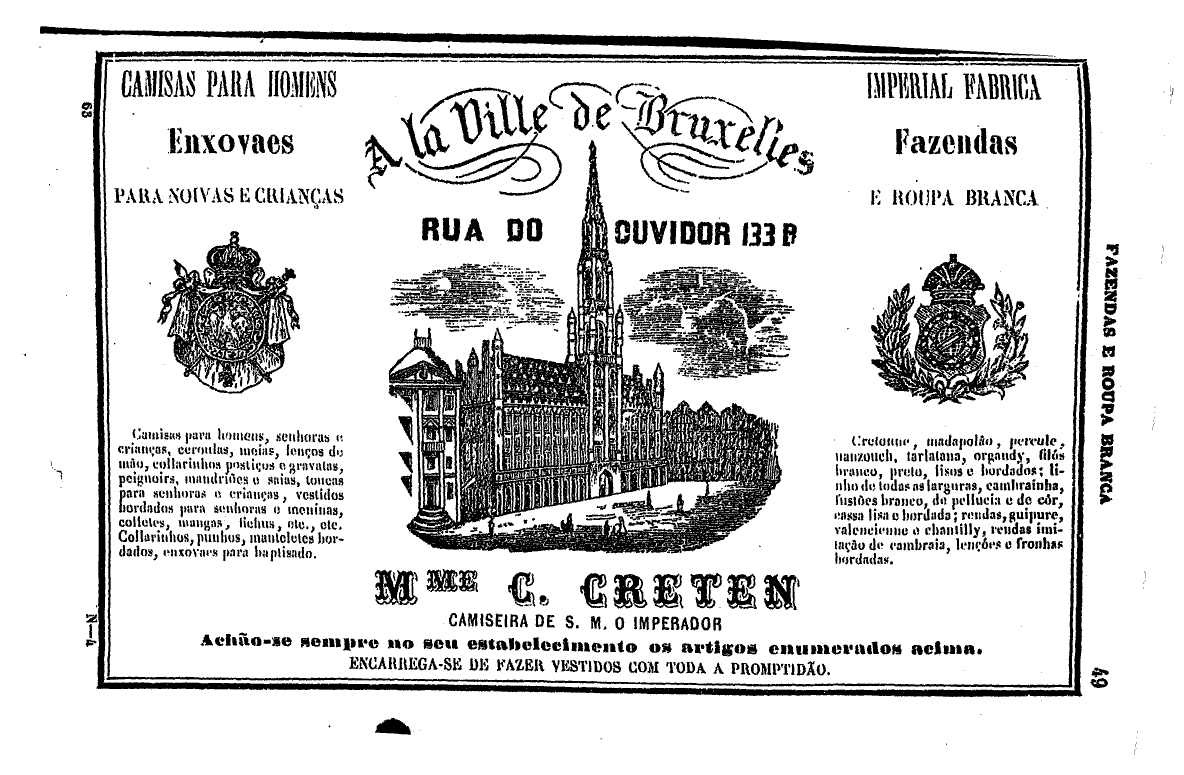 CAMISAS PARA HOMENS
Enxovaes
PARA NOIVAS E CRIANÇAS
A la Ville de Bruxelles
RUA DO OUVIDOR 133 B
IMPERIAL FABRICA
Fazendas
E ROUPA BRANCA
Camisas para homens, senhoras e
crianças, ceroulas, meias, lenços de
mão, collarinhos postiços e gravatas,
peignoirs, mandriões e saias, toucas
para senhoras e crianças, vestidos
bordados para senhoras e meninas,
colletes, mangas, fichus, etc., etc.
Collarinhos, punhos, manteletes bor-
dados, enxovaes para baptisado.
Cretonne, madapolão, percale,
nanzouch, tarlatana, organdy, filós
branco, preto, lisos e bordados; li-
nho de todas as larguras, cambrainha,
fustões branco, de pellucia e de côr,
cassa lisa e bordada; rendas, guipure,
valencienne e chantilly, rendas imi-
tação de cambraia, lenções e fronhas
bordadas.
MME C. CRETEN
CAMISEIRA DE S. M. O IMPERADOR
Achão-se sempre no seu estabelecimento os artigos enumerados acima.
ENCARREGA-SE DE FAZER VESTIDOS COM TODA A PROMPTIDÃO.
FAZENDAS E ROUPA BRANCA
49
63
N—4